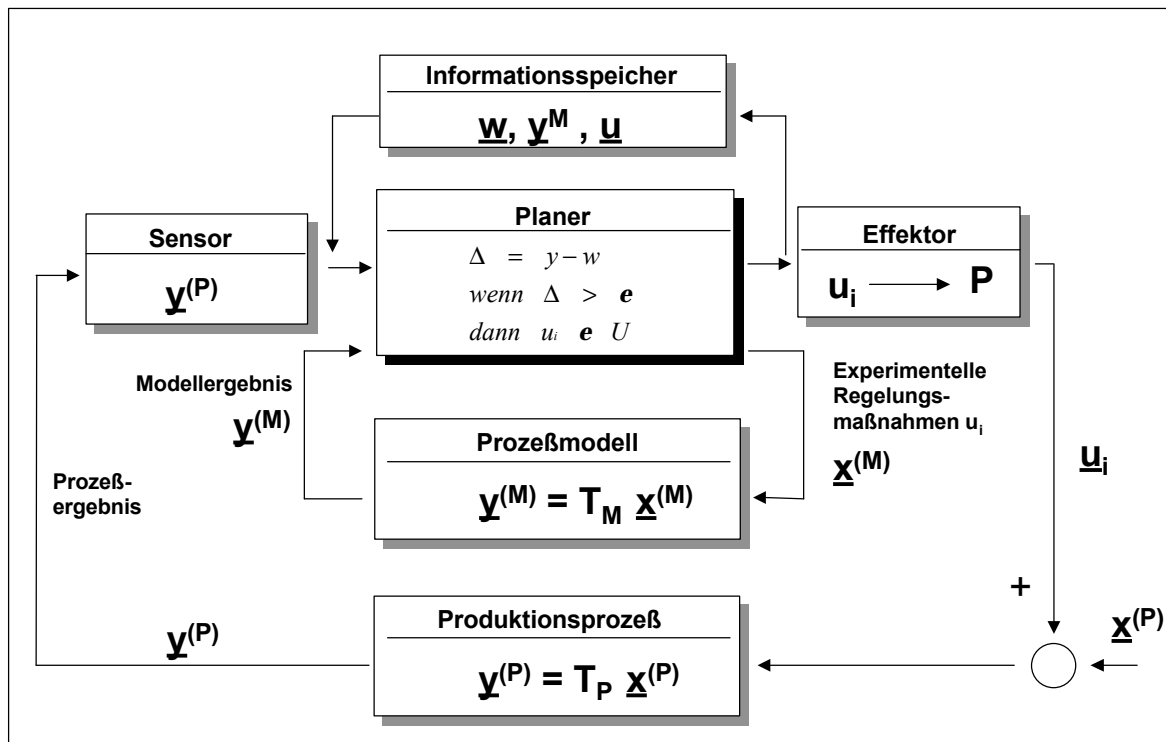 Informationsspeicher
w, y^M , u
Planer
Δ = y – w
wenn Δ > e
dann u_i e U
Sensor
y^(P)
Effektor
u_i → P
Modellergebnis
y^(M)
Experimentelle
Regelungs-
maßnahmen u_i
x^(M)
Prozeßmodell
y^(M) = T_M x^(M)
u_i
Prozeß-
ergebnis
+
x^(P)
Produktionsprozeß
y^(P) = T_P x^(P)
y^(P)